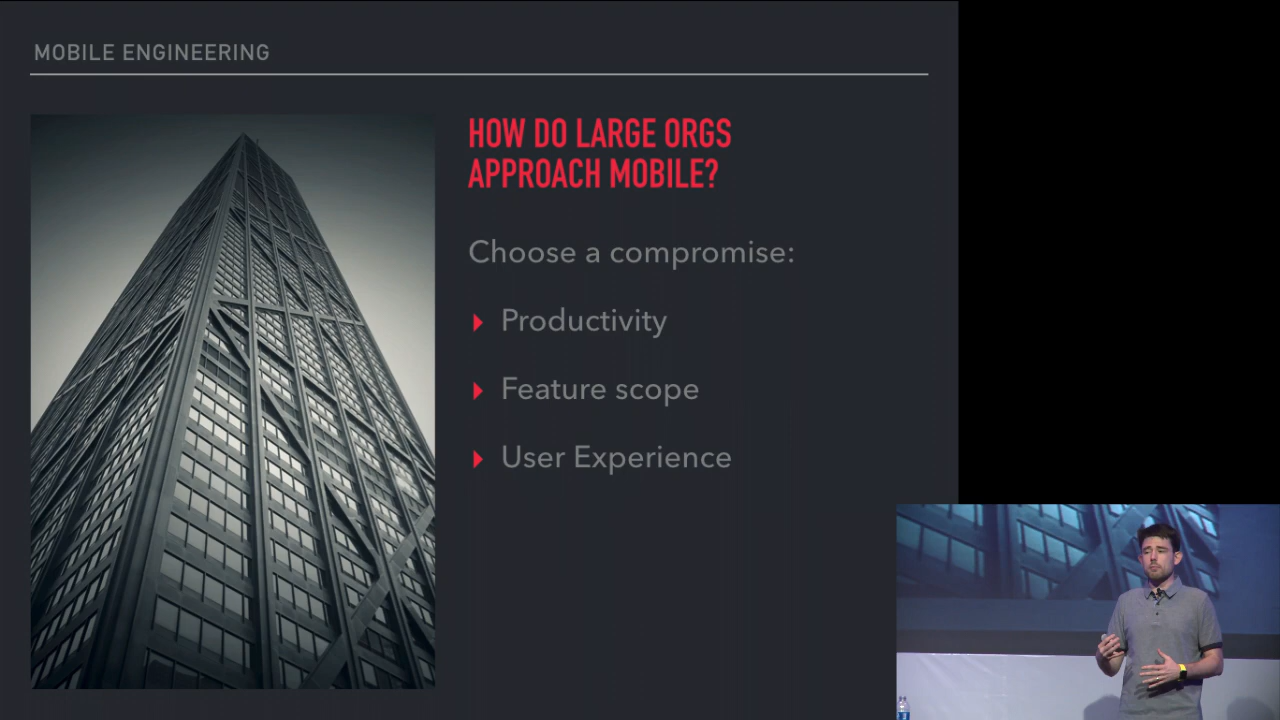 MOBILE ENGINEERING
HOW DO LARGE ORGS
APPROACH MOBILE?
Choose a compromise:
Productivity
Feature scope
User Experience